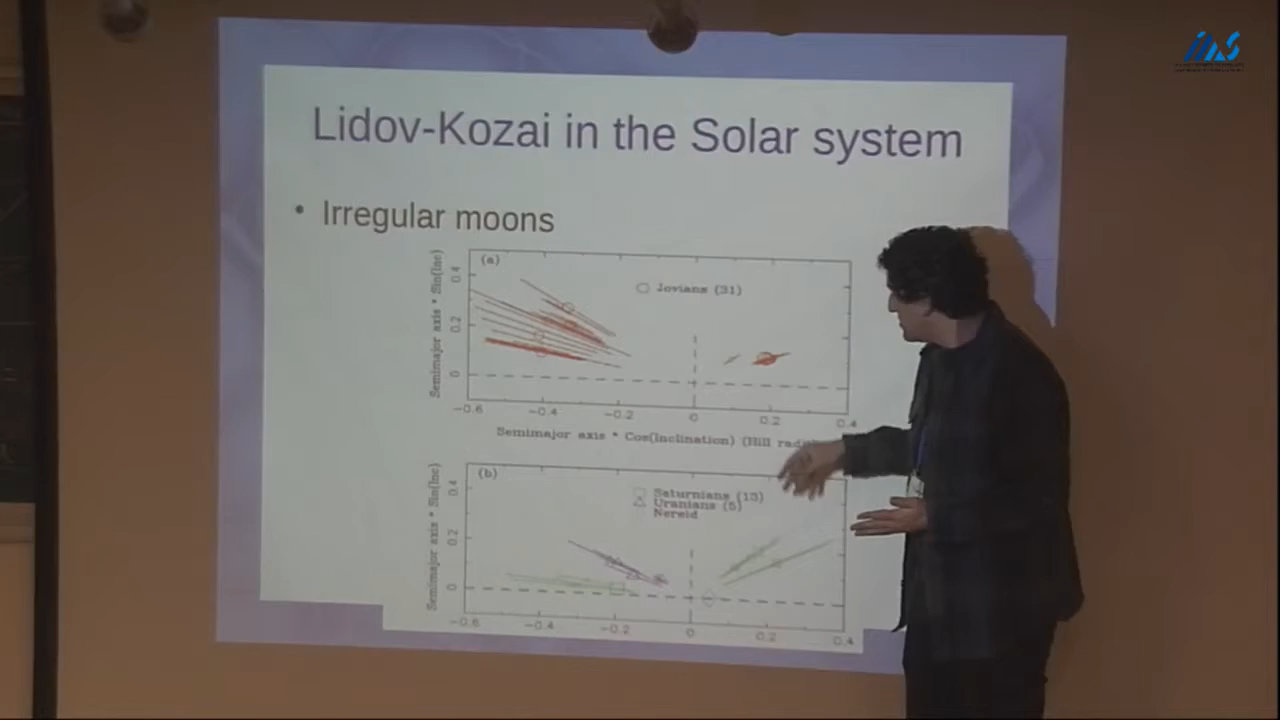 Lidov-Kozai in the Solar system
• Irregular moons
(a)
Jovians (31)
Semimajor axis * Sin(Inc)
0.4
0.2
0
−0.6 −0.4 −0.2 0 0.2 0.4
Semimajor axis * Cos(Inclination) (Hill
(b)
Saturnians (13)
Uranians (5)
Nereid
Semimajor axis * Sin(Inc)
0.4
0.2
0
−0.6 −0.4 −0.2 0 0.2 0.4